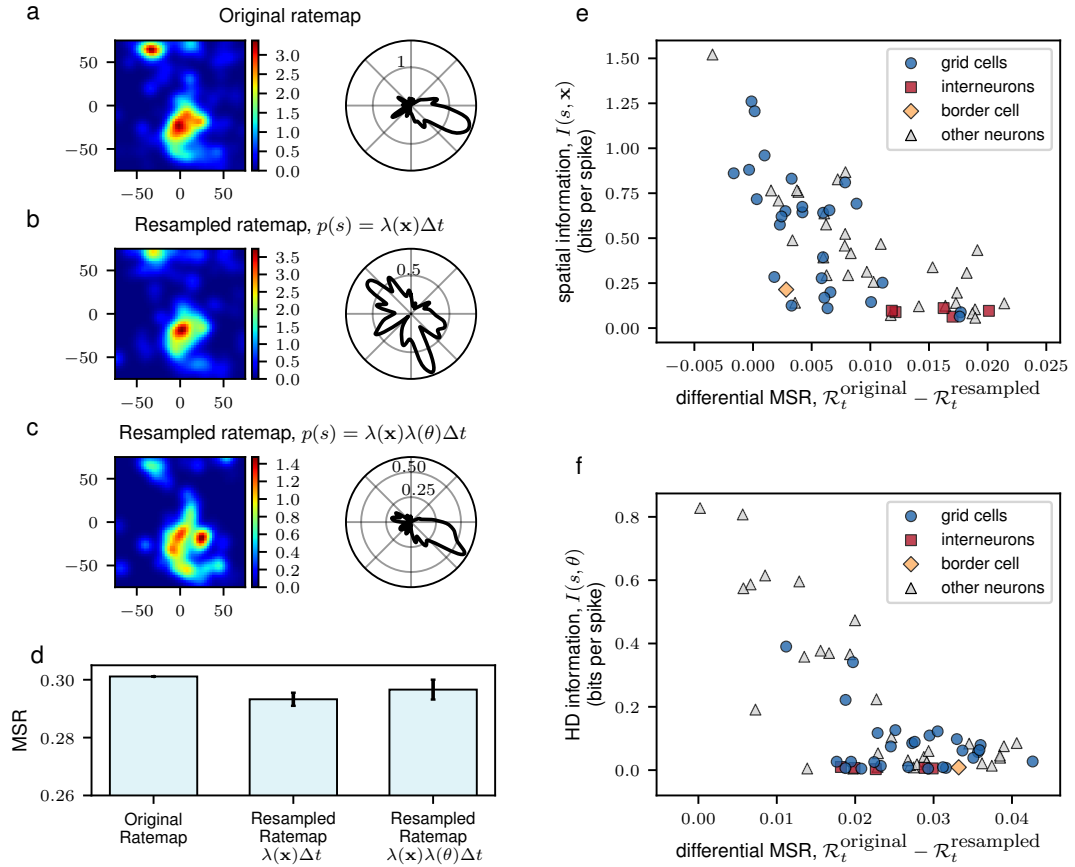 a
Original ratemap
50
0
−50
−50 0 50
3.0
2.5
2.0
1.5
1.0
0.5
0.0
1
b
Resampled ratemap, p(s) = λ(x)Δt
50
0
−50
−50 0 50
3.5
3.0
2.5
2.0
1.5
1.0
0.5
0.0
0.5
c
Resampled ratemap, p(s) = λ(x)λ(θ)Δt
50
0
−50
−50 0 50
1.4
1.2
1.0
0.8
0.6
0.4
0.2
0.0
0.50
0.25
d
MSR
0.30
0.28
0.26
Original
Ratemap
Resampled
Ratemap
λ(x)Δt
Resampled
Ratemap
λ(x)λ(θ)Δt
e
spatial information, I(s, x)
(bits per spike)
1.50
1.25
1.00
0.75
0.50
0.25
0.00
grid cells
interneurons
border cell
other neurons
−0.005 0.000 0.005 0.010 0.015 0.020 0.025
differential MSR, ℛ_t^original − ℛ_t^resampled
f
HD information, I(s, θ)
(bits per spike)
0.8
0.6
0.4
0.2
0.0
grid cells
interneurons
border cell
other neurons
0.00 0.01 0.02 0.03 0.04
differential MSR, ℛ_t^original − ℛ_t^resampled